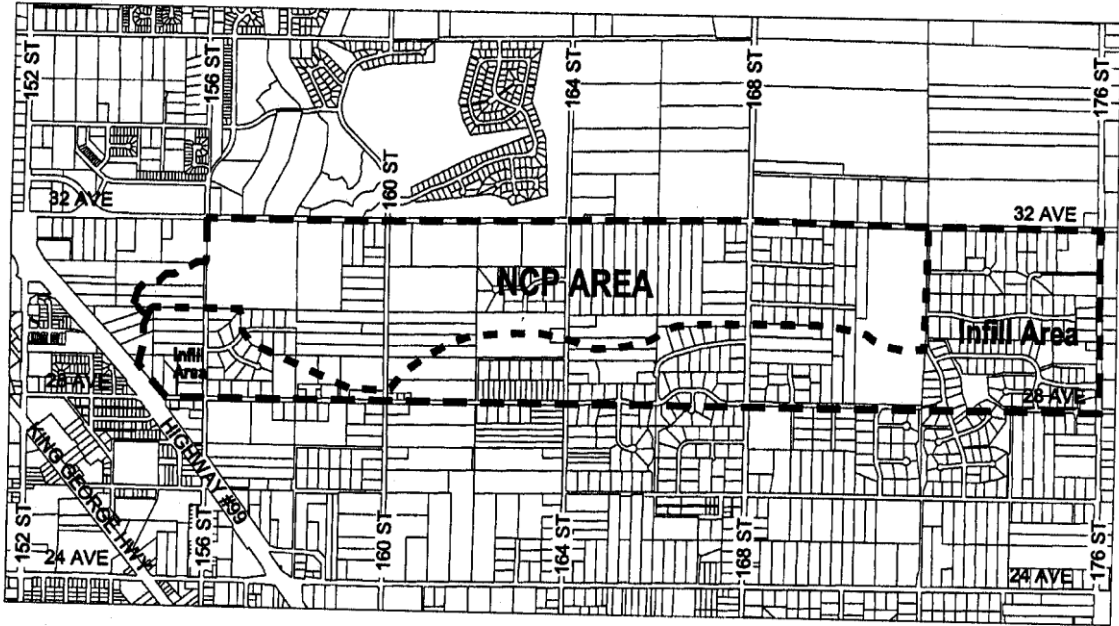 152 ST
156 ST
160 ST
164 ST
168 ST
176 ST
32 AVE
32 AVE
NCP AREA
Infill Area
Infill
Area
28 AVE
28 AVE
KING GEORGE HWY
HIGHWAY #99
152 ST
156 ST
160 ST
164 ST
168 ST
176 ST
24 AVE
24 AVE